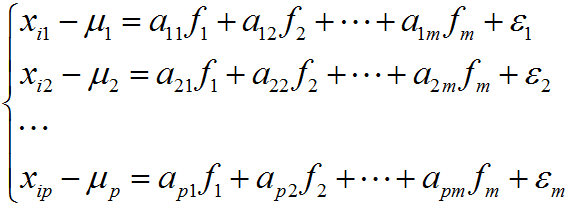 x_{i1} − μ_1 = a_{11}f_1 + a_{12}f_2 + ⋯ + a_{1m}f_m + ε_1
x_{i2} − μ_2 = a_{21}f_1 + a_{22}f_2 + ⋯ + a_{2m}f_m + ε_2
⋯
x_{ip} − μ_p = a_{p1}f_1 + a_{p2}f_2 + ⋯ + a_{pm}f_m + ε_m